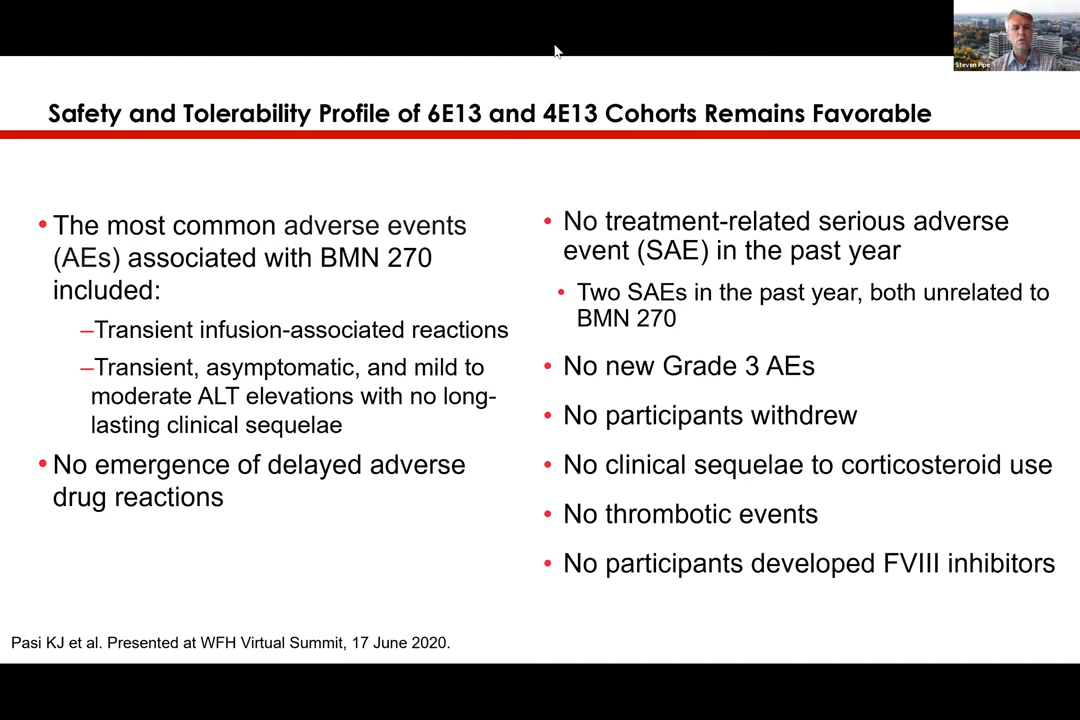 Steven Pipe
Safety and Tolerability Profile of 6E13 and 4E13 Cohorts Remains Favorable
• The most common adverse events
(AEs) associated with BMN 270
included:
–Transient infusion-associated reactions
–Transient, asymptomatic, and mild to
moderate ALT elevations with no long-
lasting clinical sequelae
• No emergence of delayed adverse
drug reactions
• No treatment-related serious adverse
event (SAE) in the past year
• Two SAEs in the past year, both unrelated to
BMN 270
• No new Grade 3 AEs
• No participants withdrew
• No clinical sequelae to corticosteroid use
• No thrombotic events
• No participants developed FVIII inhibitors
Pasi KJ et al. Presented at WFH Virtual Summit, 17 June 2020.